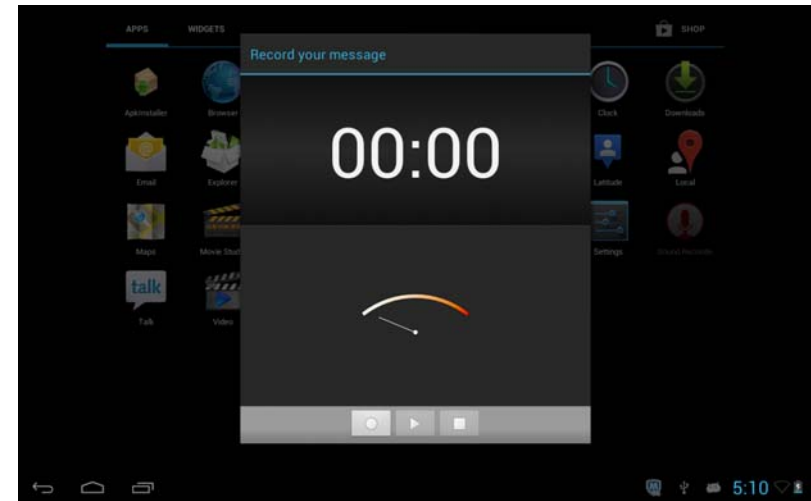 APPS WIDGETS SHOP
Record your message
00:00
ApkInstaller Browser Clock Downloads
Email Explorer Latitude Local
Maps Movie Stud Settings Sound Recorder
talk
Talk Video
5:10